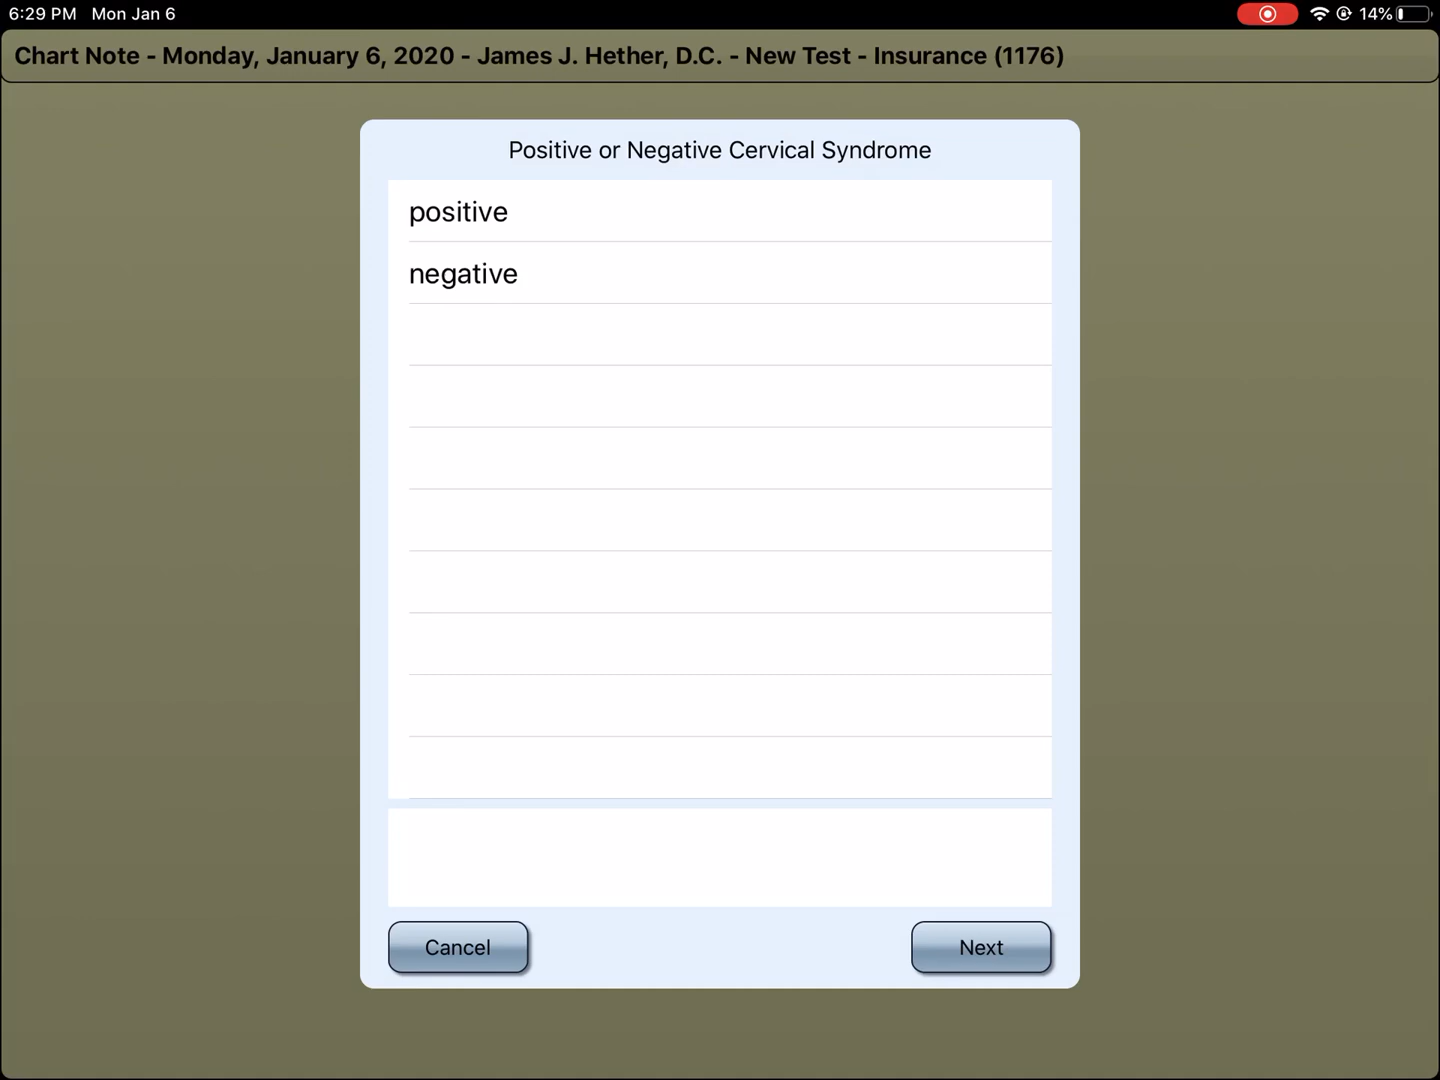 6:29 PM Mon Jan 6 14%
Chart Note - Monday, January 6, 2020 - James J. Hether, D.C. - New Test - Insurance (1176)
Positive or Negative Cervical Syndrome
positive
negative
Cancel Next